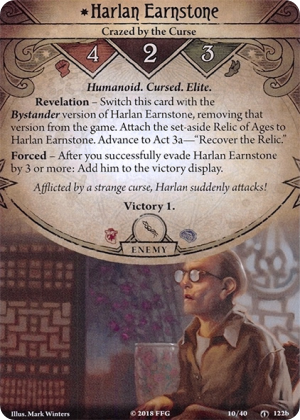 *Harlan Earnstone
Crazed by the Curse
4 2 3
Humanoid. Cursed. Elite.
Revelation – Switch this card with the
Bystander version of Harlan Earnstone, removing that
version from the game. Attach the set-aside Relic of Ages to
Harlan Earnstone. Advance to Act 3a—"Recover the Relic."
Forced – After you successfully evade Harlan Earnstone
by 3 or more: Add him to the victory display.
Afflicted by a strange curse, Harlan suddenly attacks!
Victory 1.
ENEMY
Illus. Mark Winters © 2018 FFG 10/40 122b